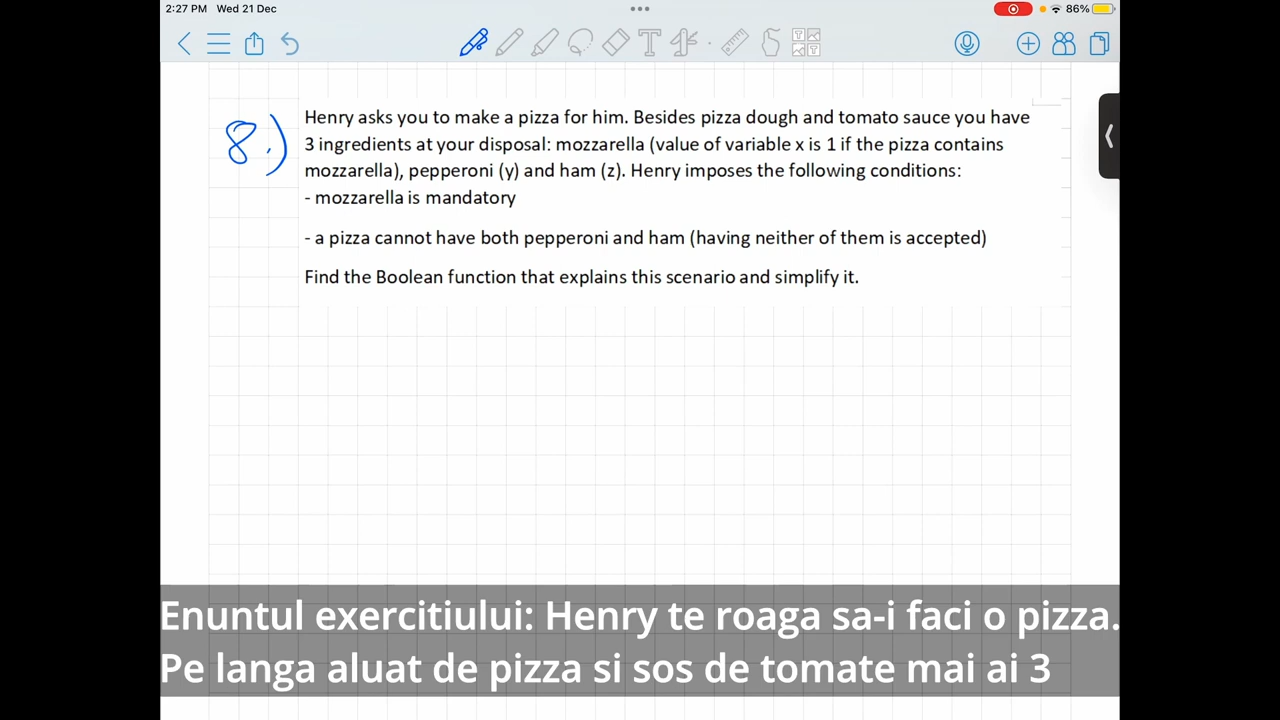 2:27 PM Wed 21 Dec
86%
8.)
Henry asks you to make a pizza for him. Besides pizza dough and tomato sauce you have
3 ingredients at your disposal: mozzarella (value of variable x is 1 if the pizza contains
mozzarella), pepperoni (y) and ham (z). Henry imposes the following conditions:
- mozzarella is mandatory
- a pizza cannot have both pepperoni and ham (having neither of them is accepted)
Find the Boolean function that explains this scenario and simplify it.
Enuntul exercitiului: Henry te roaga sa-i faci o pizza.
Pe langa aluat de pizza si sos de tomate mai ai 3